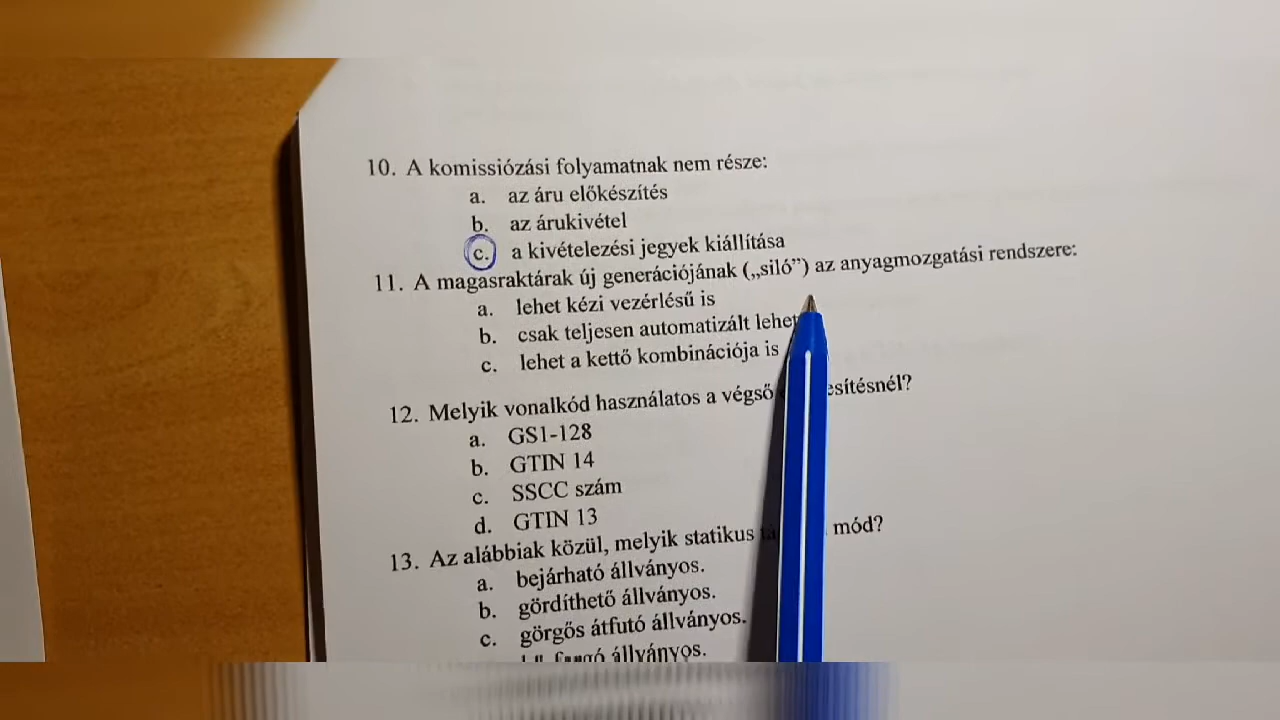 10. A komissiózási folyamatnak nem része:
a. az áru előkészítés
b. az árukivétel
c. a kivételezési jegyek kiállítása
11. A magasraktárak új generációjának („siló”) az anyagmozgatási rendszere:
a. lehet kézi vezérlésű is
b. csak teljesen automatizált lehet
c. lehet a kettő kombinációja is
12. Melyik vonalkód használatos a végső
a. GS1-128
b. GTIN 14
c. SSCC szám
d. GTIN 13
13. Az alábbiak közül, melyik statikus mód?
a. bejárható állványos.
b. gördíthető állványos.
c. görgős átfutó állványos.
állványos.